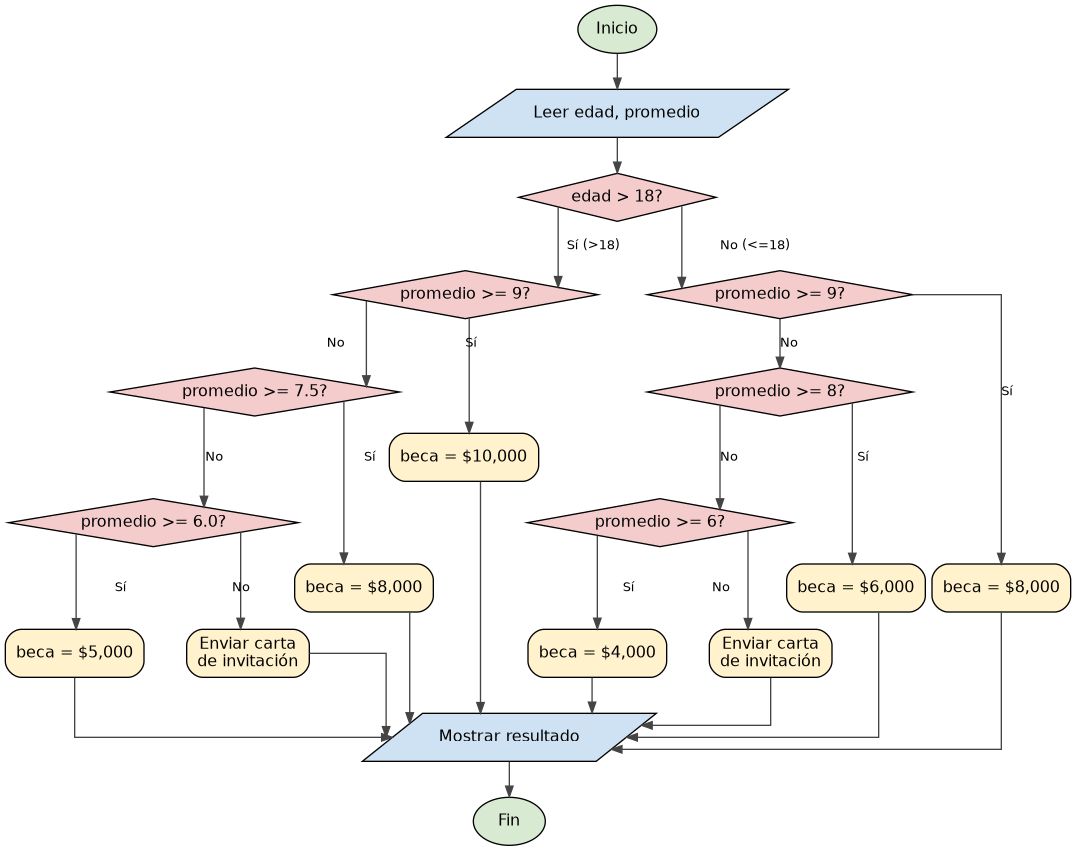 Inicio
Leer edad, promedio
edad > 18?
Sí (>18)
No (<=18)
promedio >= 9?
promedio >= 9?
No
Sí
No
promedio >= 7.5?
promedio >= 8?
Sí
No
Sí
beca = $10,000
No
Sí
promedio >= 6.0?
promedio >= 6?
Sí
No
beca = $8,000
Sí
No
beca = $6,000
beca = $8,000
beca = $5,000
Enviar carta
de invitación
beca = $4,000
Enviar carta
de invitación
Mostrar resultado
Fin